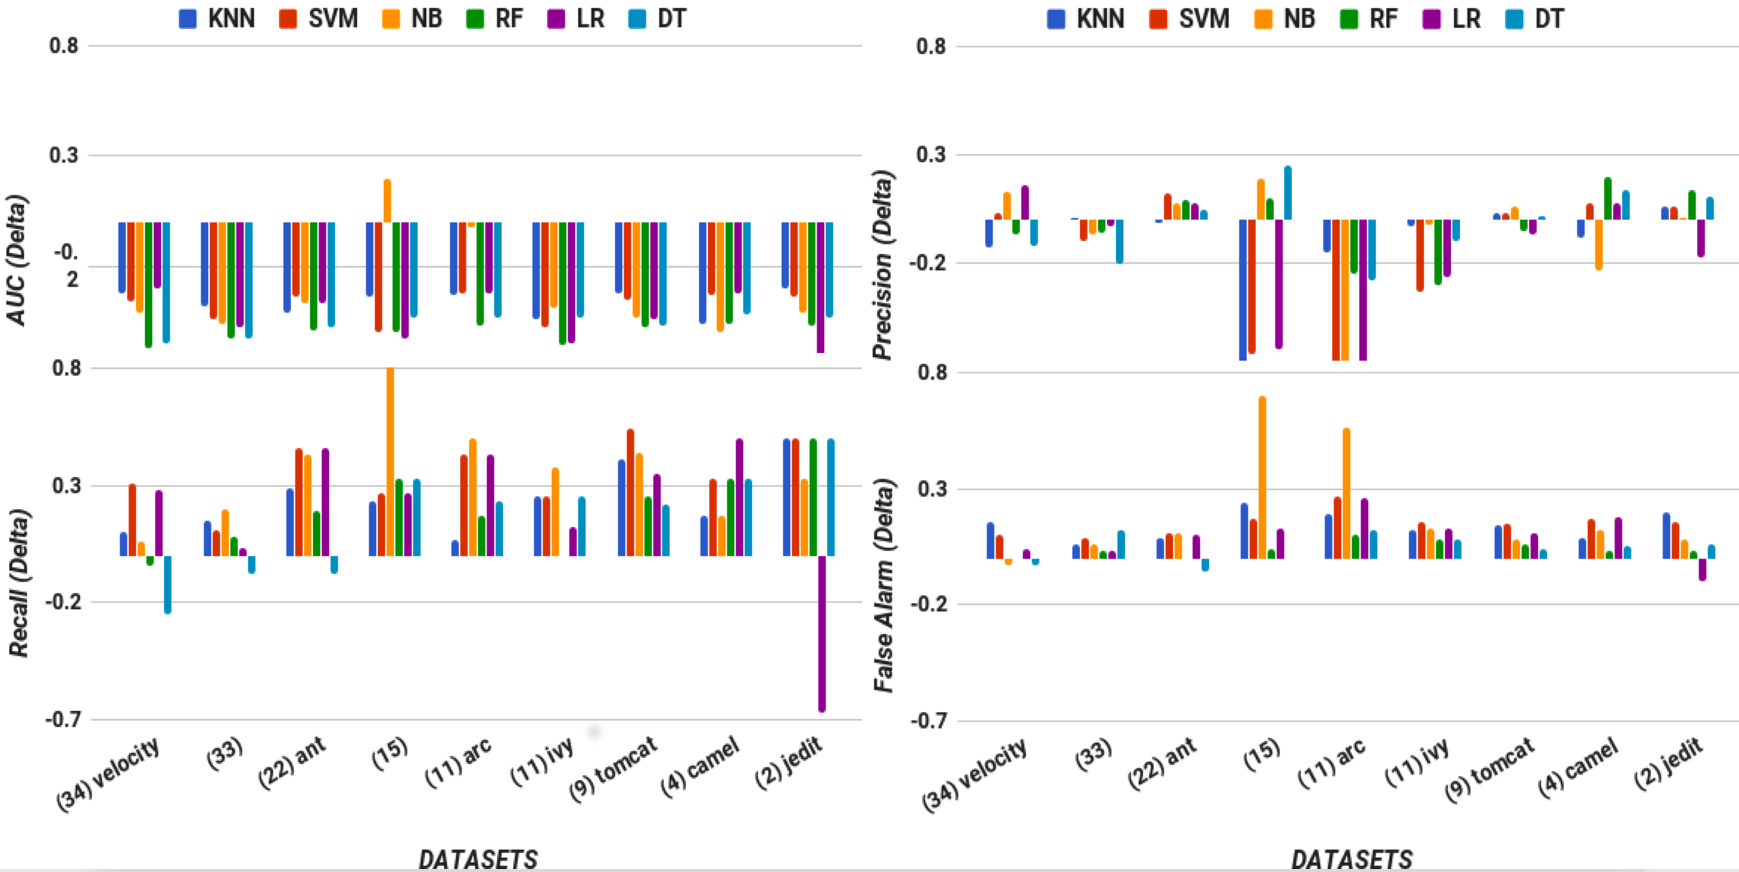 KNN SVM NB RF LR DT
0.8
0.3
-0.
2
AUC (Delta)
0.8
0.3
-0.2
-0.7
Recall (Delta)
(34) velocity (33) (22) ant (15) (11) arc (11) ivy (9) tomcat (4) camel (2) jedit
DATASETS
KNN SVM NB RF LR DT
0.8
0.3
-0.2
Precision (Delta)
0.8
0.3
-0.2
-0.7
False Alarm (Delta)
(34) velocity (33) (22) ant (15) (11) arc (11) ivy (9) tomcat (4) camel (2) jedit
DATASETS